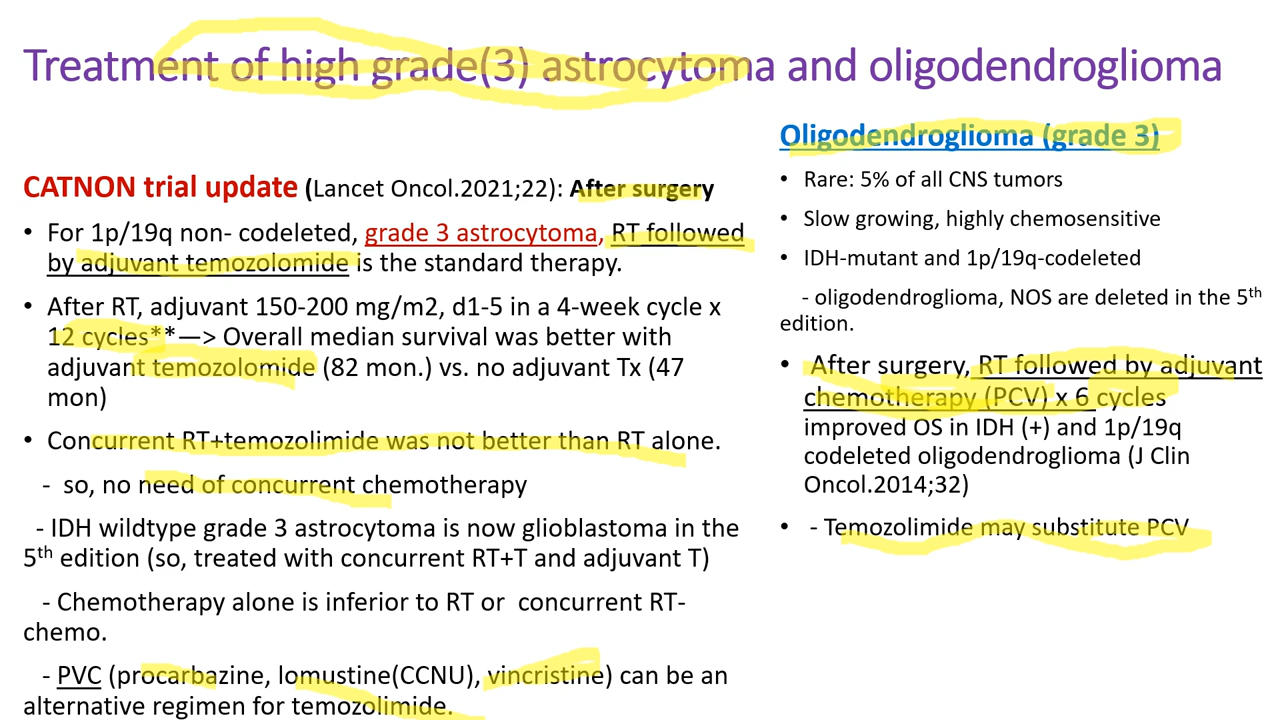 Treatment of high grade(3) astrocytoma and oligodendroglioma
CATNON trial update (Lancet Oncol.2021;22): After surgery
• For 1p/19q non- codeleted, grade 3 astrocytoma, RT followed
by adjuvant temozolomide is the standard therapy.
• After RT, adjuvant 150-200 mg/m2, d1-5 in a 4-week cycle x
12 cycles**—> Overall median survival was better with
adjuvant temozolomide (82 mon.) vs. no adjuvant Tx (47
mon)
• Concurrent RT+temozolimide was not better than RT alone.
- so, no need of concurrent chemotherapy
- IDH wildtype grade 3 astrocytoma is now glioblastoma in the
5th edition (so, treated with concurrent RT+T and adjuvant T)
- Chemotherapy alone is inferior to RT or concurrent RT-
chemo.
- PVC (procarbazine, lomustine(CCNU), vincristine) can be an
alternative regimen for temozolimide.
Oligodendroglioma (grade 3)
• Rare: 5% of all CNS tumors
• Slow growing, highly chemosensitive
• IDH-mutant and 1p/19q-codeleted
- oligodendroglioma, NOS are deleted in the 5th
edition.
• After surgery, RT followed by adjuvant
chemotherapy (PCV) x 6 cycles
improved OS in IDH (+) and 1p/19q
codeleted oligodendroglioma (J Clin
Oncol.2014;32)
• - Temozolimide may substitute PCV